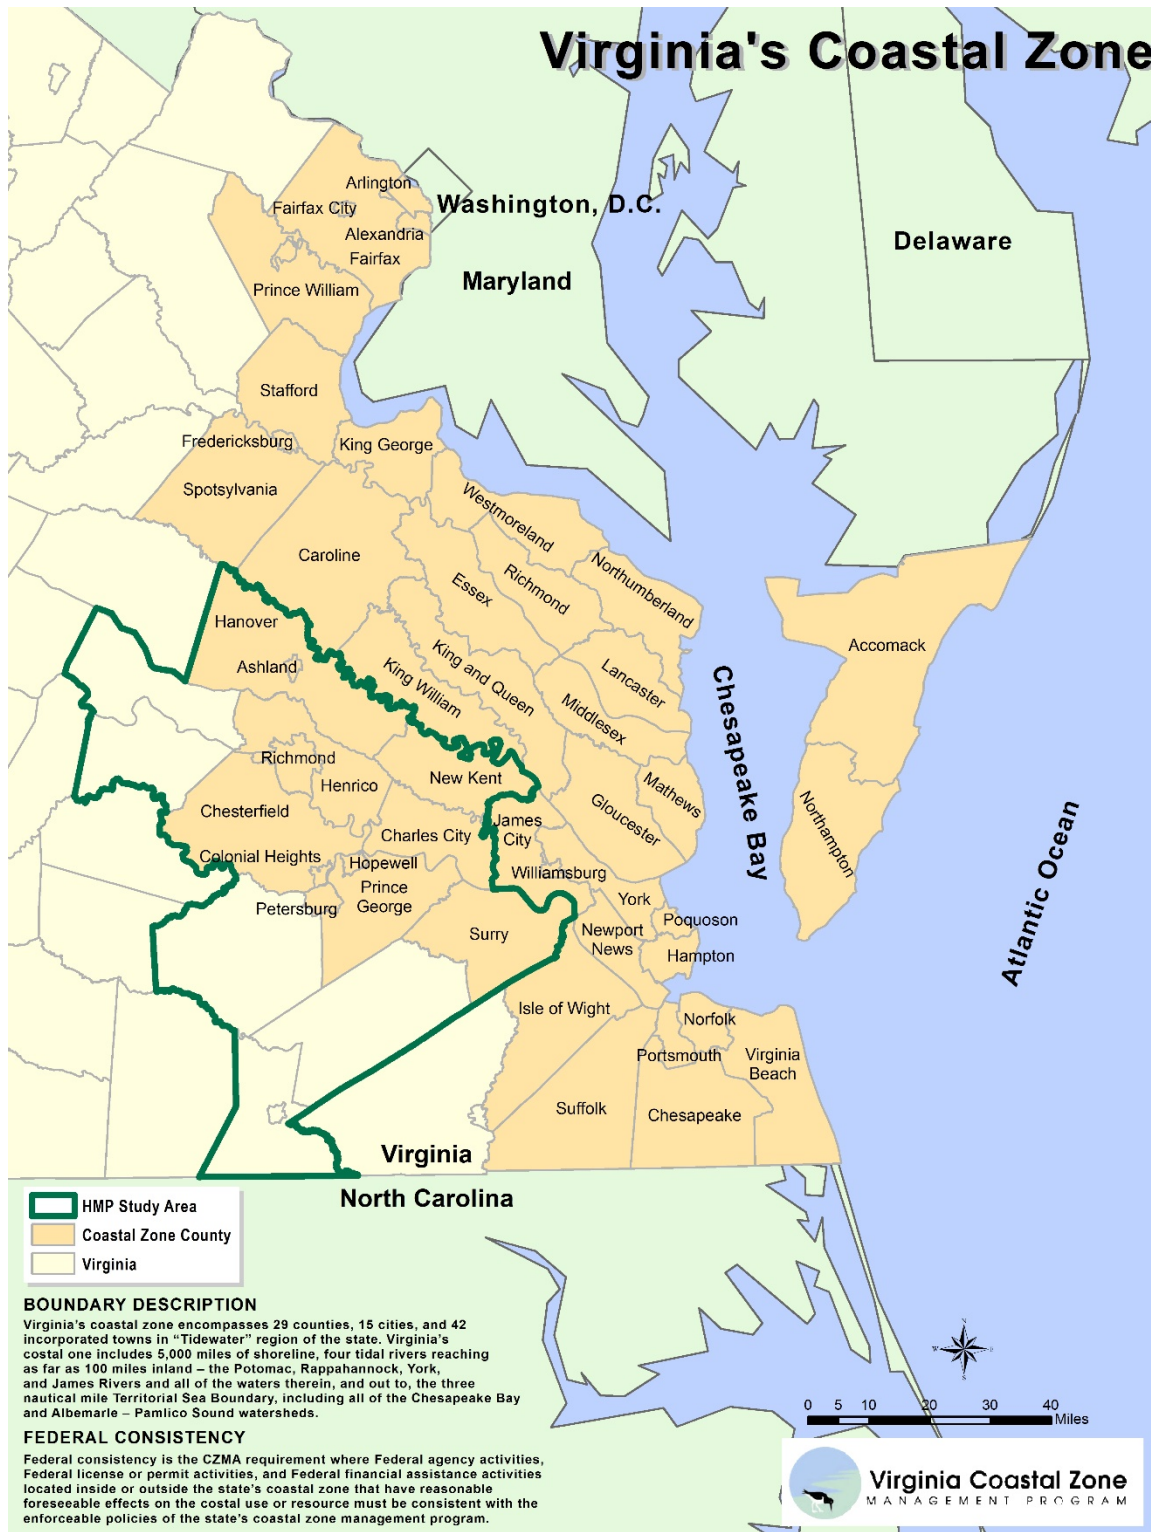 Virginia's Coastal Zone
Arlington
Washington, D.C.
Fairfax City
Alexandria
Delaware
Fairfax
Maryland
Prince William
Stafford
Fredericksburg
King George
Spotsylvania
Westmoreland
Caroline
Northumberland
Richmond
Essex
Hanover
Accomack
Ashland
King and Queen
Lancaster
King William
Middlesex
Chesapeake Bay
Richmond
New Kent
Henrico
Mathews
Chesterfield
Gloucester
James
City
Charles City
Northampton
Colonial Heights
Hopewell
Williamsburg
Prince
George
Petersburg
York
Poquoson
Atlantic Ocean
Surry
Newport
News
Hampton
Isle of Wight
Norfolk
Portsmouth
Virginia
Beach
Suffolk
Chesapeake
Virginia
North Carolina
HMP Study Area
Coastal Zone County
Virginia
BOUNDARY DESCRIPTION
Virginia's coastal zone encompasses 29 counties, 15 cities, and 42
incorporated towns in “Tidewater” region of the state. Virginia's
costal one includes 5,000 miles of shoreline, four tidal rivers reaching
as far as 100 miles inland – the Potomac, Rappahannock, York,
and James Rivers and all of the waters therein, and out to, the three
nautical mile Territorial Sea Boundary, including all of the Chesapeake Bay
and Albemarle – Pamlico Sound watersheds.
FEDERAL CONSISTENCY
Federal consistency is the CZMA requirement where Federal agency activities,
Federal license or permit activities, and Federal financial assistance activities
located inside or outside the state's coastal zone that have reasonable
foreseeable effects on the costal use or resource must be consistent with the
enforceable policies of the state's coastal zone management program.
N
W
E
S
0 5 10 20 30 40
Miles
Virginia Coastal Zone
MANAGEMENT PROGRAM